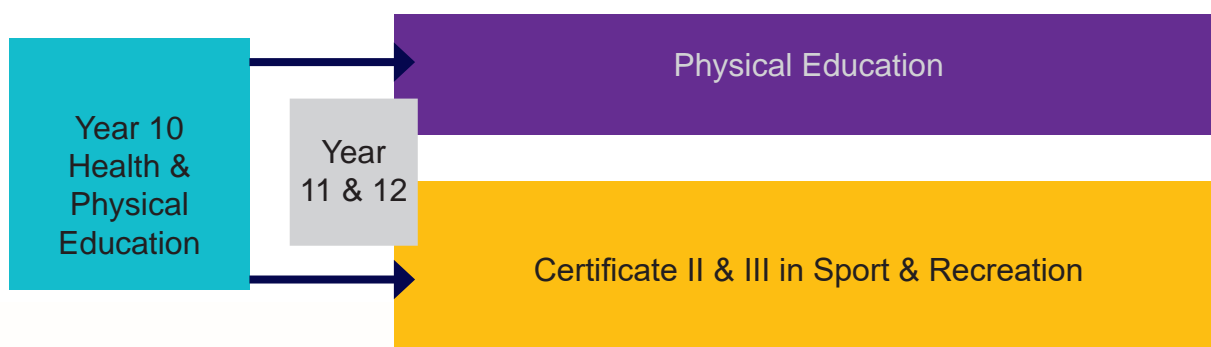 Year 10
Health &
Physical
Education
Year
11 & 12
Physical Education
Certificate II & III in Sport & Recreation